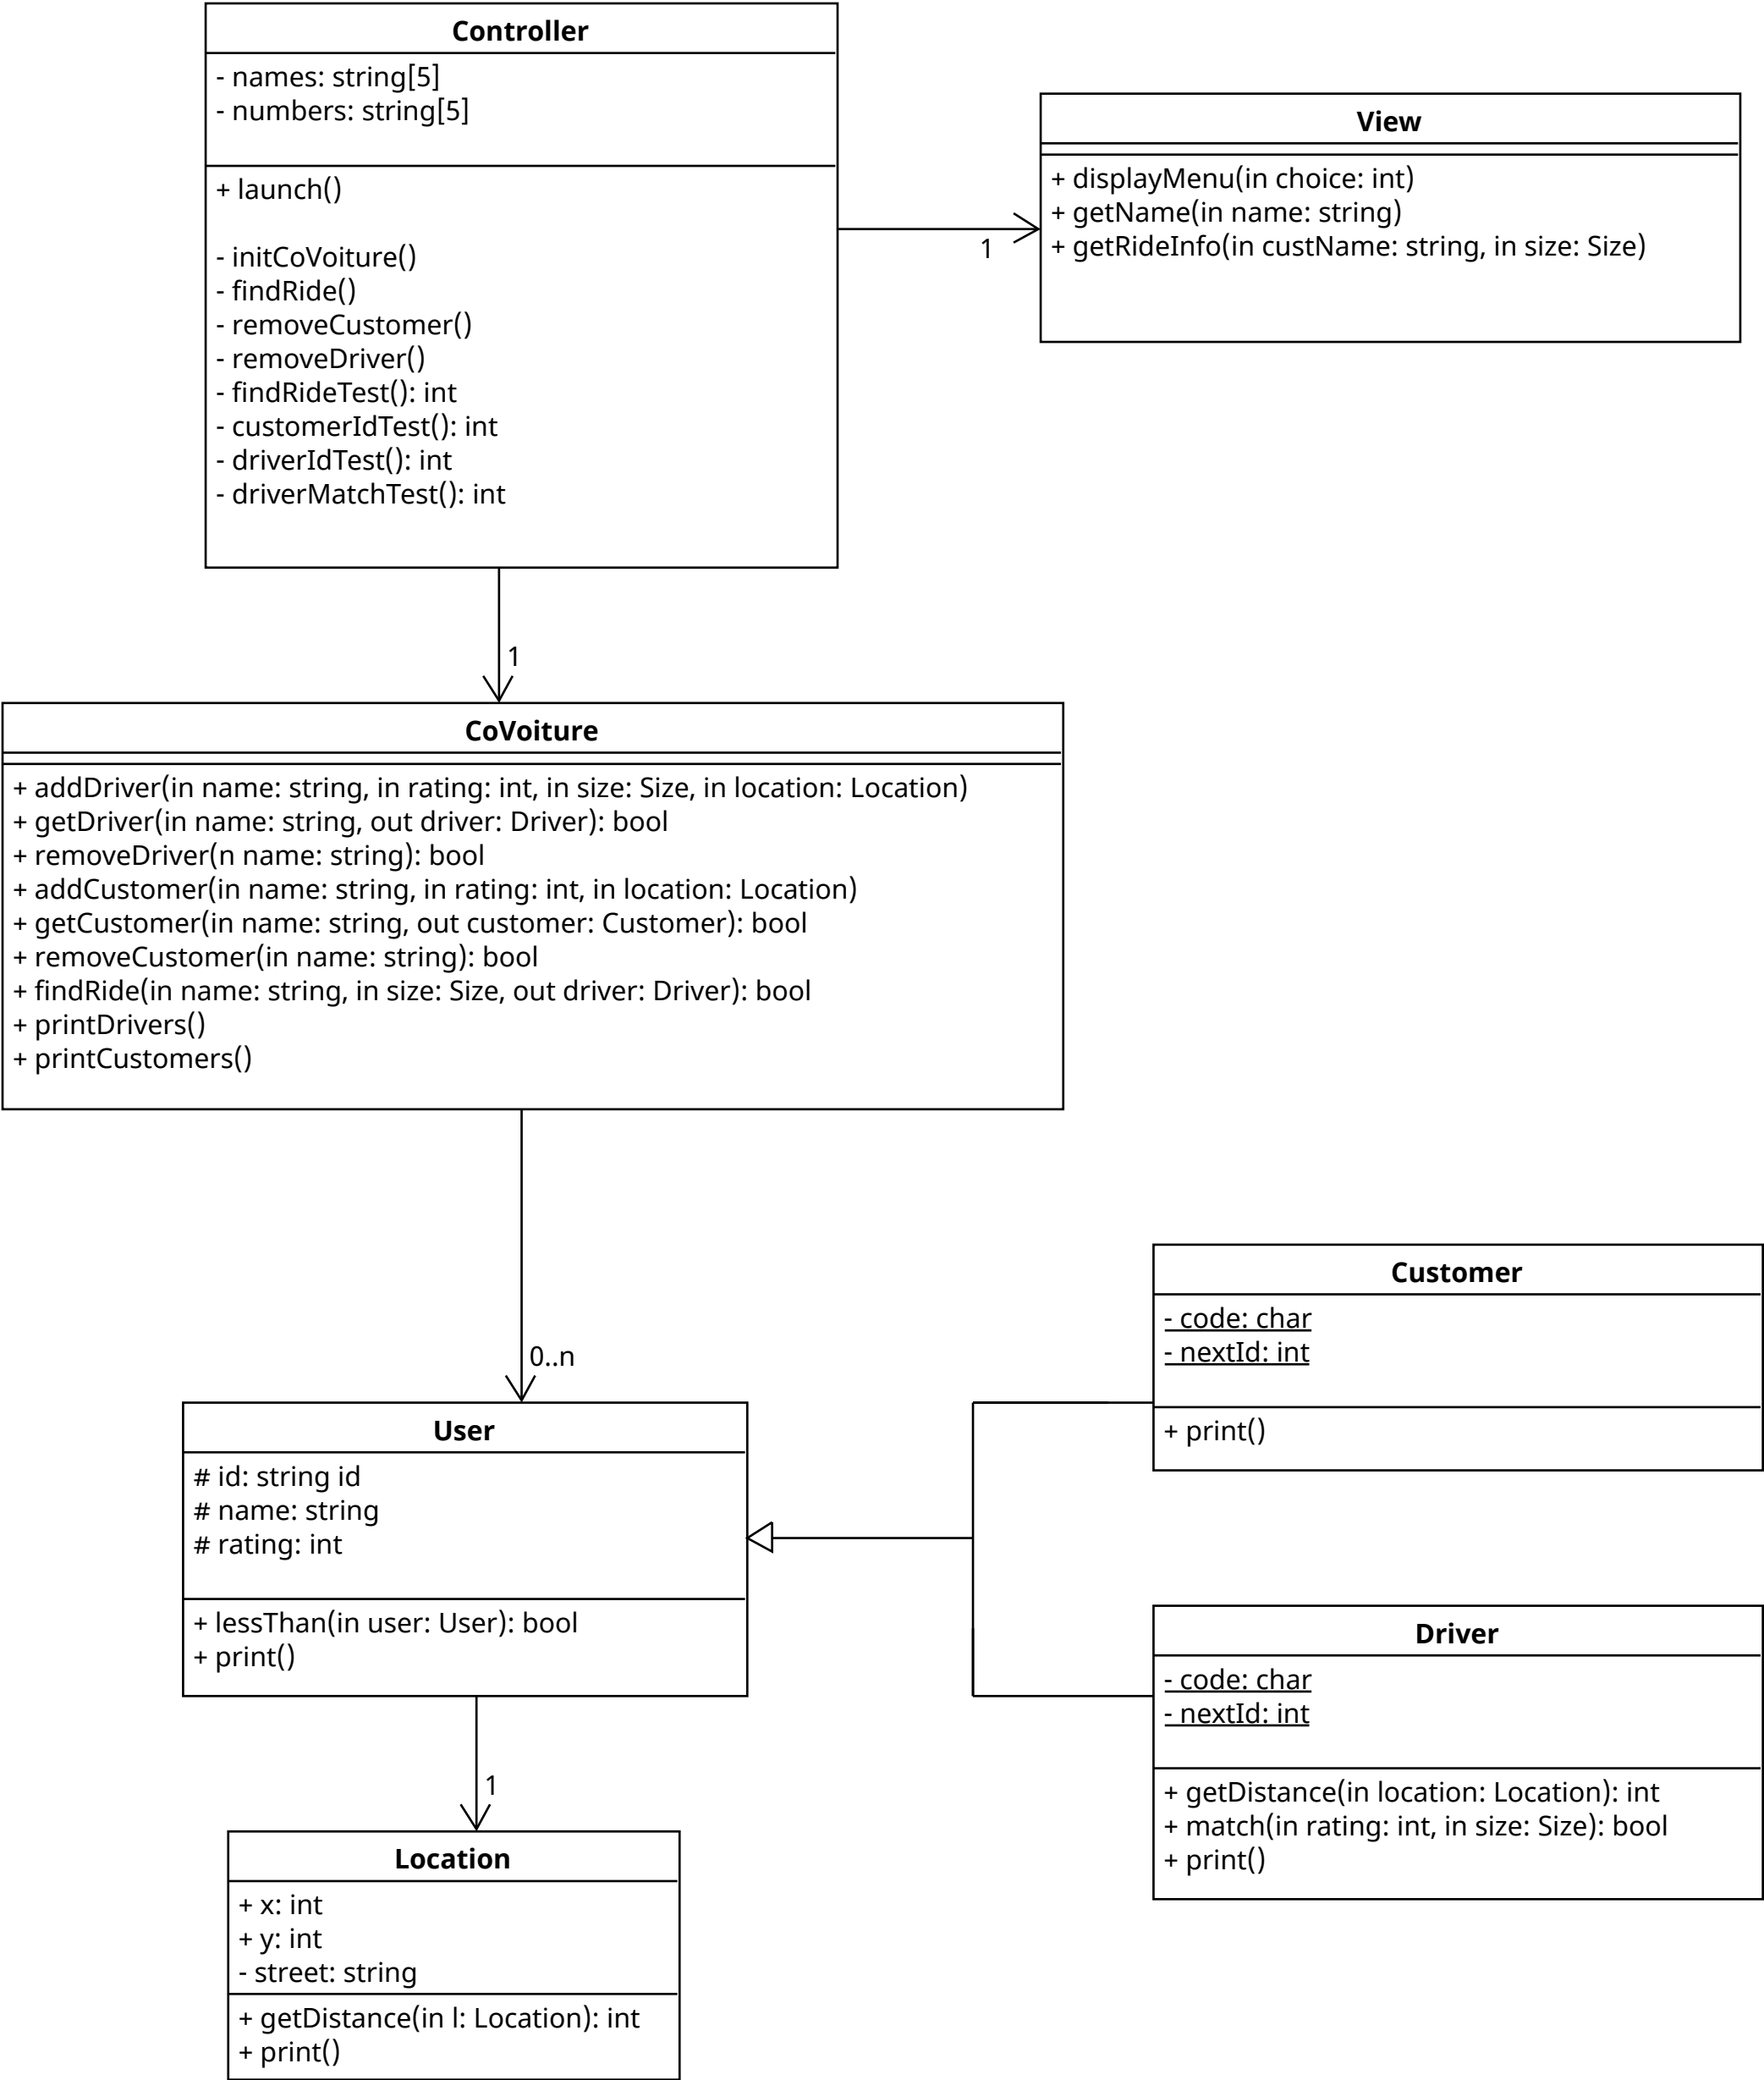 Controller
- names: string[5]
- numbers: string[5]
+ launch()
- initCoVoiture()
- findRide()
- removeCustomer()
- removeDriver()
- findRideTest(): int
- customerIdTest(): int
- driverIdTest(): int
- driverMatchTest(): int
View
+ displayMenu(in choice: int)
+ getName(in name: string)
+ getRideInfo(in custName: string, in size: Size)
1
1
CoVoiture
+ addDriver(in name: string, in rating: int, in size: Size, in location: Location)
+ getDriver(in name: string, out driver: Driver): bool
+ removeDriver(n name: string): bool
+ addCustomer(in name: string, in rating: int, in location: Location)
+ getCustomer(in name: string, out customer: Customer): bool
+ removeCustomer(in name: string): bool
+ findRide(in name: string, in size: Size, out driver: Driver): bool
+ printDrivers()
+ printCustomers()
0..n
User
# id: string id
# name: string
# rating: int
+ lessThan(in user: User): bool
+ print()
Customer
- code: char
- nextId: int
+ print()
Driver
- code: char
- nextId: int
+ getDistance(in location: Location): int
+ match(in rating: int, in size: Size): bool
+ print()
1
Location
+ x: int
+ y: int
- street: string
+ getDistance(in l: Location): int
+ print()